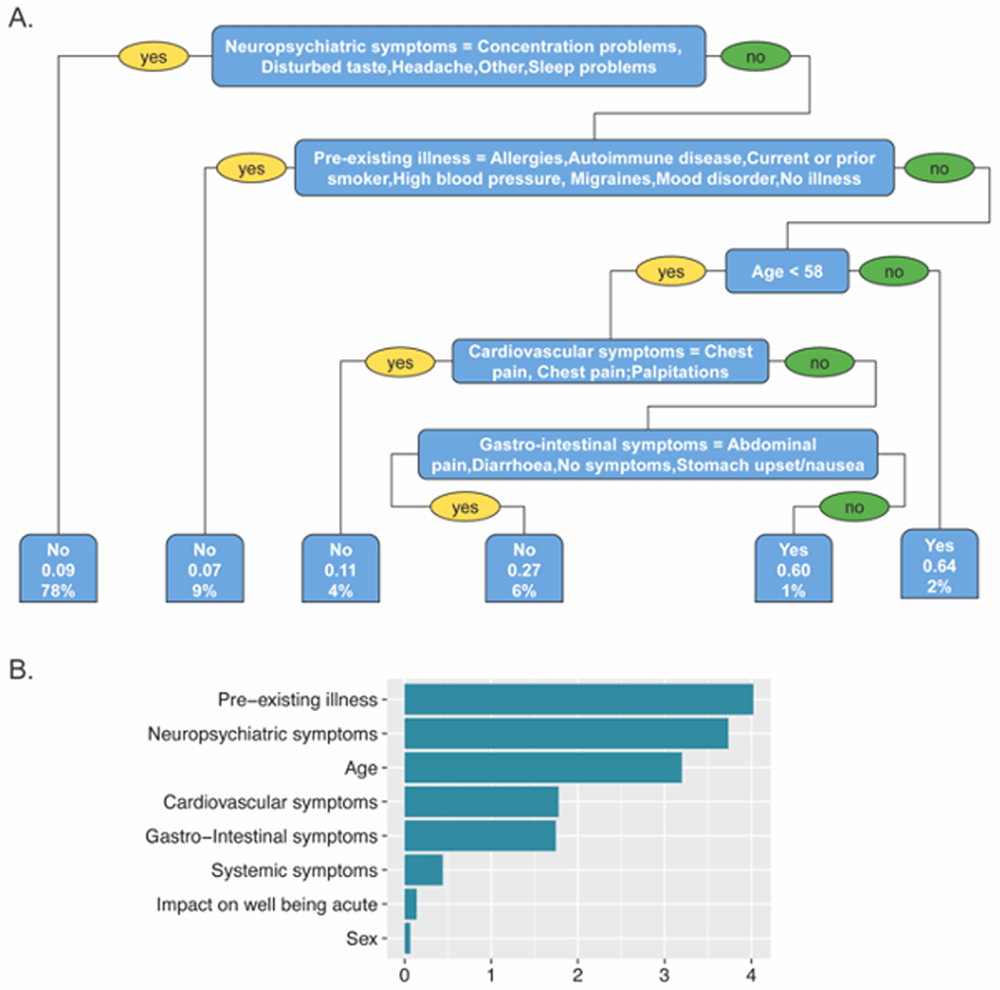 A.
yes
Neuropsychiatric symptoms = Concentration problems,
Disturbed taste,Headache,Other,Sleep problems
no
yes
Pre-existing illness = Allergies,Autoimmune disease,Current or prior
smoker,High blood pressure, Migraines,Mood disorder,No illness
no
yes
Age < 58
no
yes
Cardiovascular symptoms = Chest
pain, Chest pain;Palpitations
no
Gastro-intestinal symptoms = Abdominal
pain,Diarrhoea,No symptoms,Stomach upset/nausea
yes
no
No
0.09
78%
No
0.07
9%
No
0.11
4%
No
0.27
6%
Yes
0.60
1%
Yes
0.64
2%
B.
Pre-existing illness
Neuropsychiatric symptoms
Age
Cardiovascular symptoms
Gastro-Intestinal symptoms
Systemic symptoms
Impact on well being acute
Sex
0 1 2 3 4